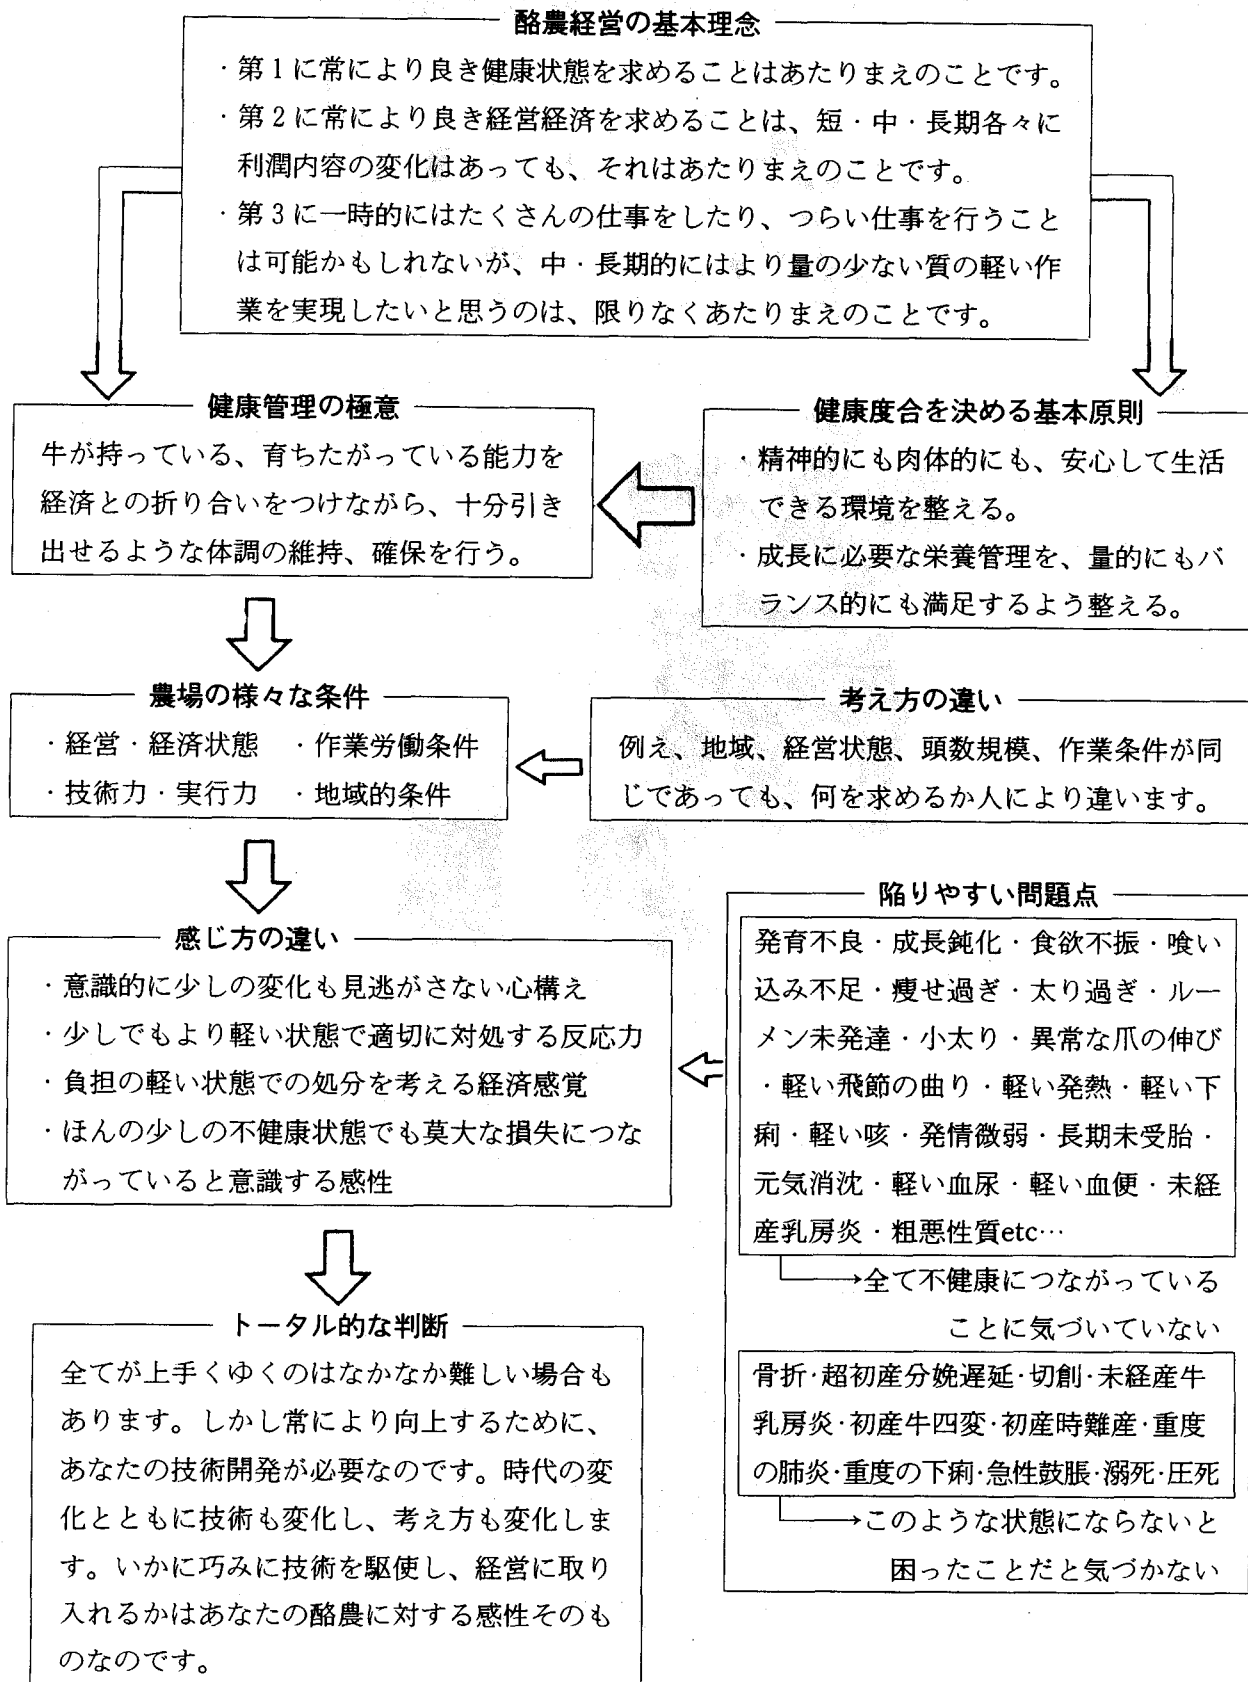 酪農経営の基本理念
・第1に常により良き健康状態を求めることはあたりまえのことです。
・第2に常により良き経営経済を求めることは、短・中・長期各々に
利潤内容の変化はあっても、それはあたりまえのことです。
・第3に一時的にはたくさんの仕事をしたり、つらい仕事を行うこと
は可能かもしれないが、中・長期的にはより量の少ない質の軽い作
業を実現したいと思うのは、限りなくあたりまえのことです。
健康管理の極意
牛が持っている、育ちたがっている能力を
経済との折り合いをつけながら、十分引き
出せるような体調の維持、確保を行う。
健康度合を決める基本原則
・精神的にも肉体的にも、安心して生活
できる環境を整える。
・成長に必要な栄養管理を、量的にもバ
ランス的にも満足するよう整える。
農場の様々な条件
・経営・経済状態 ・作業労働条件
・技術力・実行力 ・地域的条件
考え方の違い
例え、地域、経営状態、頭数規模、作業条件が同
じであっても、何を求めるか人により違います。
感じ方の違い
・意識的に少しの変化も見逃がさない心構え
・少しでもより軽い状態で適切に対処する反応力
・負担の軽い状態での処分を考える経済感覚
・ほんの少しの不健康状態でも莫大な損失につな
がっていると意識する感性
陥りやすい問題点
発育不良・成長鈍化・食欲不振・喰い
込み不足・痩せ過ぎ・太り過ぎ・ルー
メン未発達・小太り・異常な爪の伸び
・軽い飛節の曲り・軽い発熱・軽い下
痢・軽い咳・発情微弱・長期未受胎・
元気消沈・軽い血尿・軽い血便・未経
産乳房炎・粗悪性質etc…
→全て不健康につながっている
ことに気づいていない
骨折・超初産分娩遅延・切創・未経産牛
乳房炎・初産牛四変・初産時難産・重度
の肺炎・重度の下痢・急性鼓脹・溺死・圧死
→このような状態にならないと
困ったことだと気づかない
トータル的な判断
全てが上手くゆくのはなかなか難しい場合も
あります。しかし常により向上するために、
あなたの技術開発が必要なのです。時代の変
化とともに技術も変化し、考え方も変化しま
す。いかに巧みに技術を駆使し、経営に取り
入れるかはあなたの酪農に対する感性そのも
のなのです。